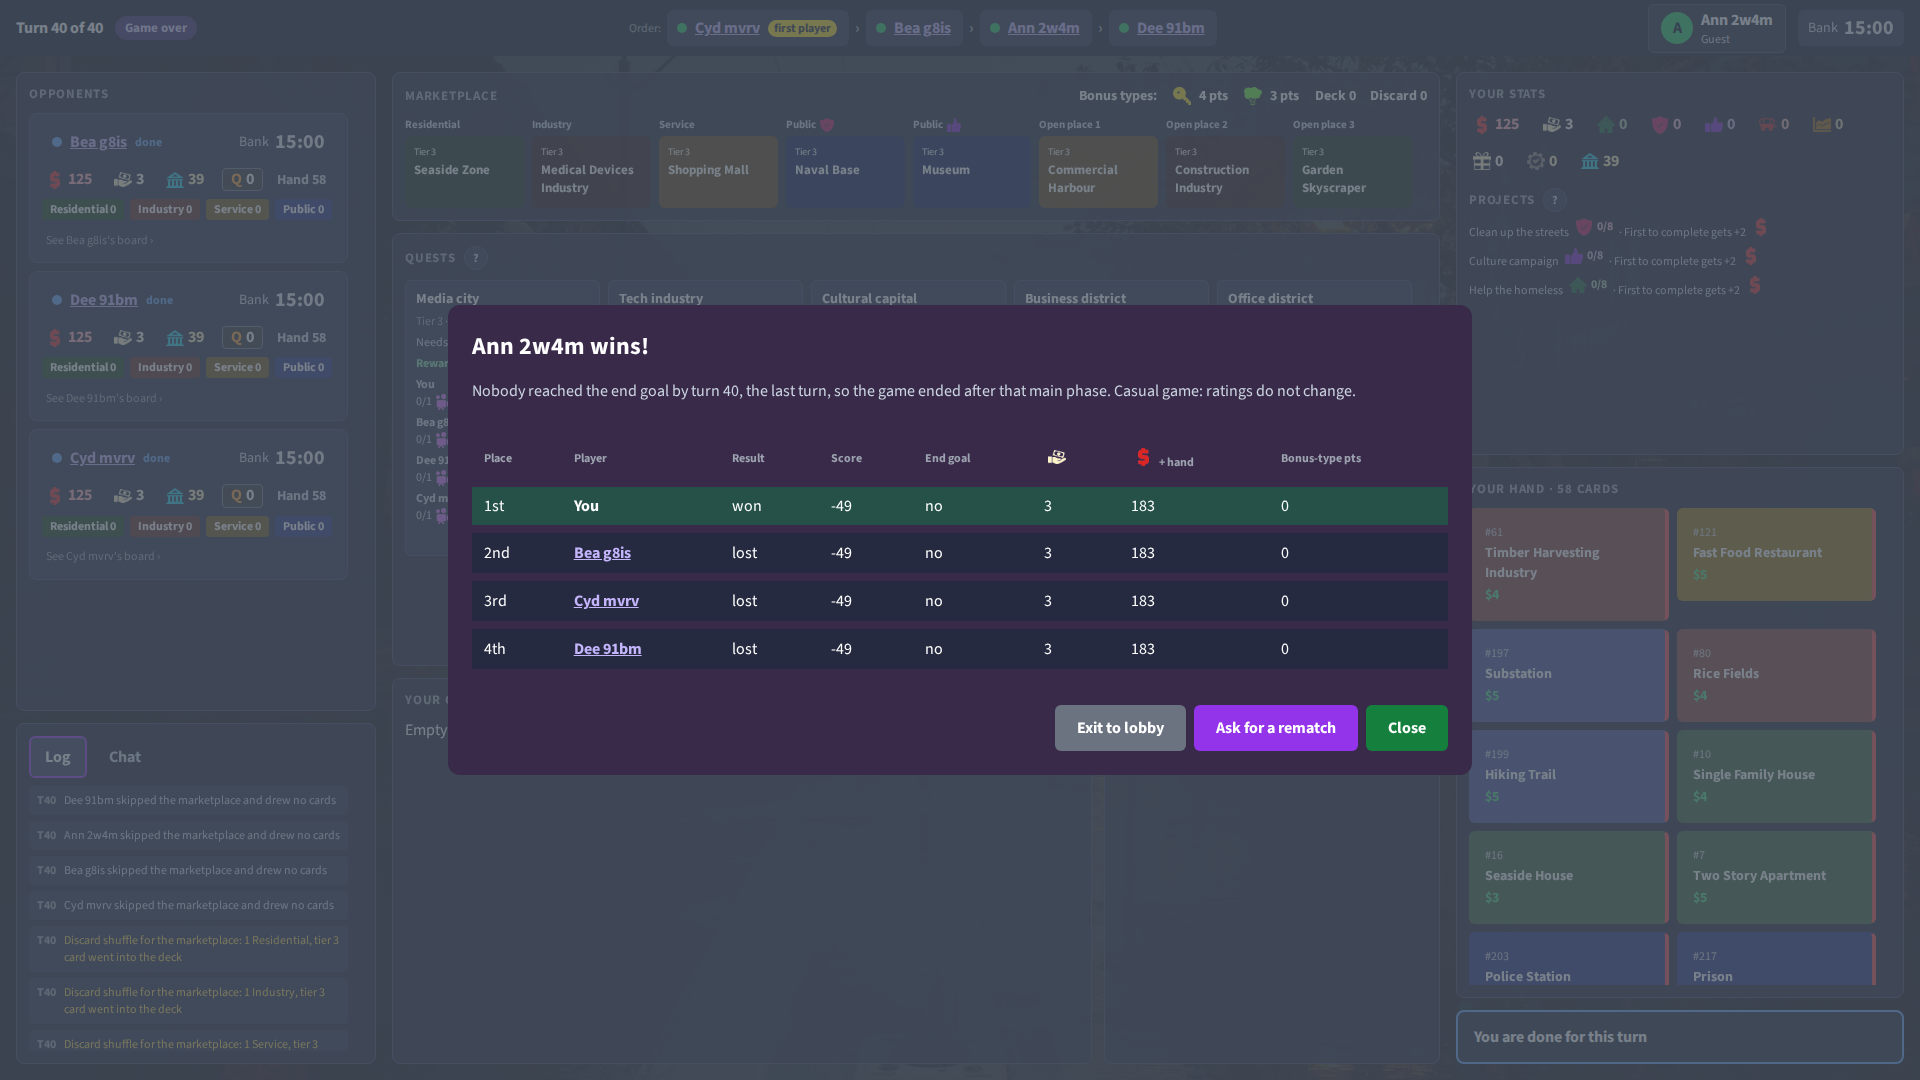 Turn 40 of 40 Game over
Order: Cyd mvrv first player › Bea g8is › Ann 2w4m › Dee 91bm
A Ann 2w4m
Guest
Bank 15:00
OPPONENTS
Bea g8is done Bank 15:00
125 3 39 Q 0 Hand 58
Residential 0 Industry 0 Service 0 Public 0
See Bea g8is's board ›
Dee 91bm done Bank 15:00
125 3 39 Q 0 Hand 58
Residential 0 Industry 0 Service 0 Public 0
See Dee 91bm's board ›
Cyd mvrv done Bank 15:00
125 3 39 Q 0 Hand 58
Residential 0 Industry 0 Service 0 Public 0
See Cyd mvrv's board ›
Log Chat
T40 Dee 91bm skipped the marketplace and drew no cards
T40 Ann 2w4m skipped the marketplace and drew no cards
T40 Bea g8is skipped the marketplace and drew no cards
T40 Cyd mvrv skipped the marketplace and drew no cards
T40 Discard shuffle for the marketplace: 1 Residential, tier 3
card went into the deck
T40 Discard shuffle for the marketplace: 1 Industry, tier 3
card went into the deck
T40 Discard shuffle for the marketplace: 1 Service, tier 3
MARKETPLACE
Bonus types: 4 pts 3 pts Deck 0 Discard 0
Residential Industry Service Public Public Open place 1 Open place 2 Open place 3
Tier 3 Tier 3 Tier 3 Tier 3 Tier 3 Tier 3 Tier 3 Tier 3
Seaside Zone Medical Devices Shopping Mall Naval Base Museum Commercial Construction Garden
Industry Harbour Industry Skyscraper
QUESTS ?
Media city Tech industry Cultural capital Business district Office district
Tier 3
Needs
Rewar
You
0/1
Bea g8
0/1
Dee 91
0/1
Cyd m
0/1
YOUR
Empty
Ann 2w4m wins!
Nobody reached the end goal by turn 40, the last turn, so the game ended after that main phase. Casual game: ratings do not change.
Place Player Result Score End goal + hand Bonus-type pts
1st You won -49 no 3 183 0
2nd Bea g8is lost -49 no 3 183 0
3rd Cyd mvrv lost -49 no 3 183 0
4th Dee 91bm lost -49 no 3 183 0
Exit to lobby Ask for a rematch Close
YOUR STATS
125 3 0 0 0 0 0
0 0 39
PROJECTS ?
Clean up the streets 0/8 · First to complete gets +2
Culture campaign 0/8 · First to complete gets +2
Help the homeless 0/8 · First to complete gets +2
YOUR HAND · 58 CARDS
#61
Timber Harvesting
Industry
$4
#121
Fast Food Restaurant
$5
#197
Substation
$5
#80
Rice Fields
$4
#199
Hiking Trail
$5
#10
Single Family House
$4
#16
Seaside House
$3
#7
Two Story Apartment
$5
#203
Police Station
#217
Prison
You are done for this turn